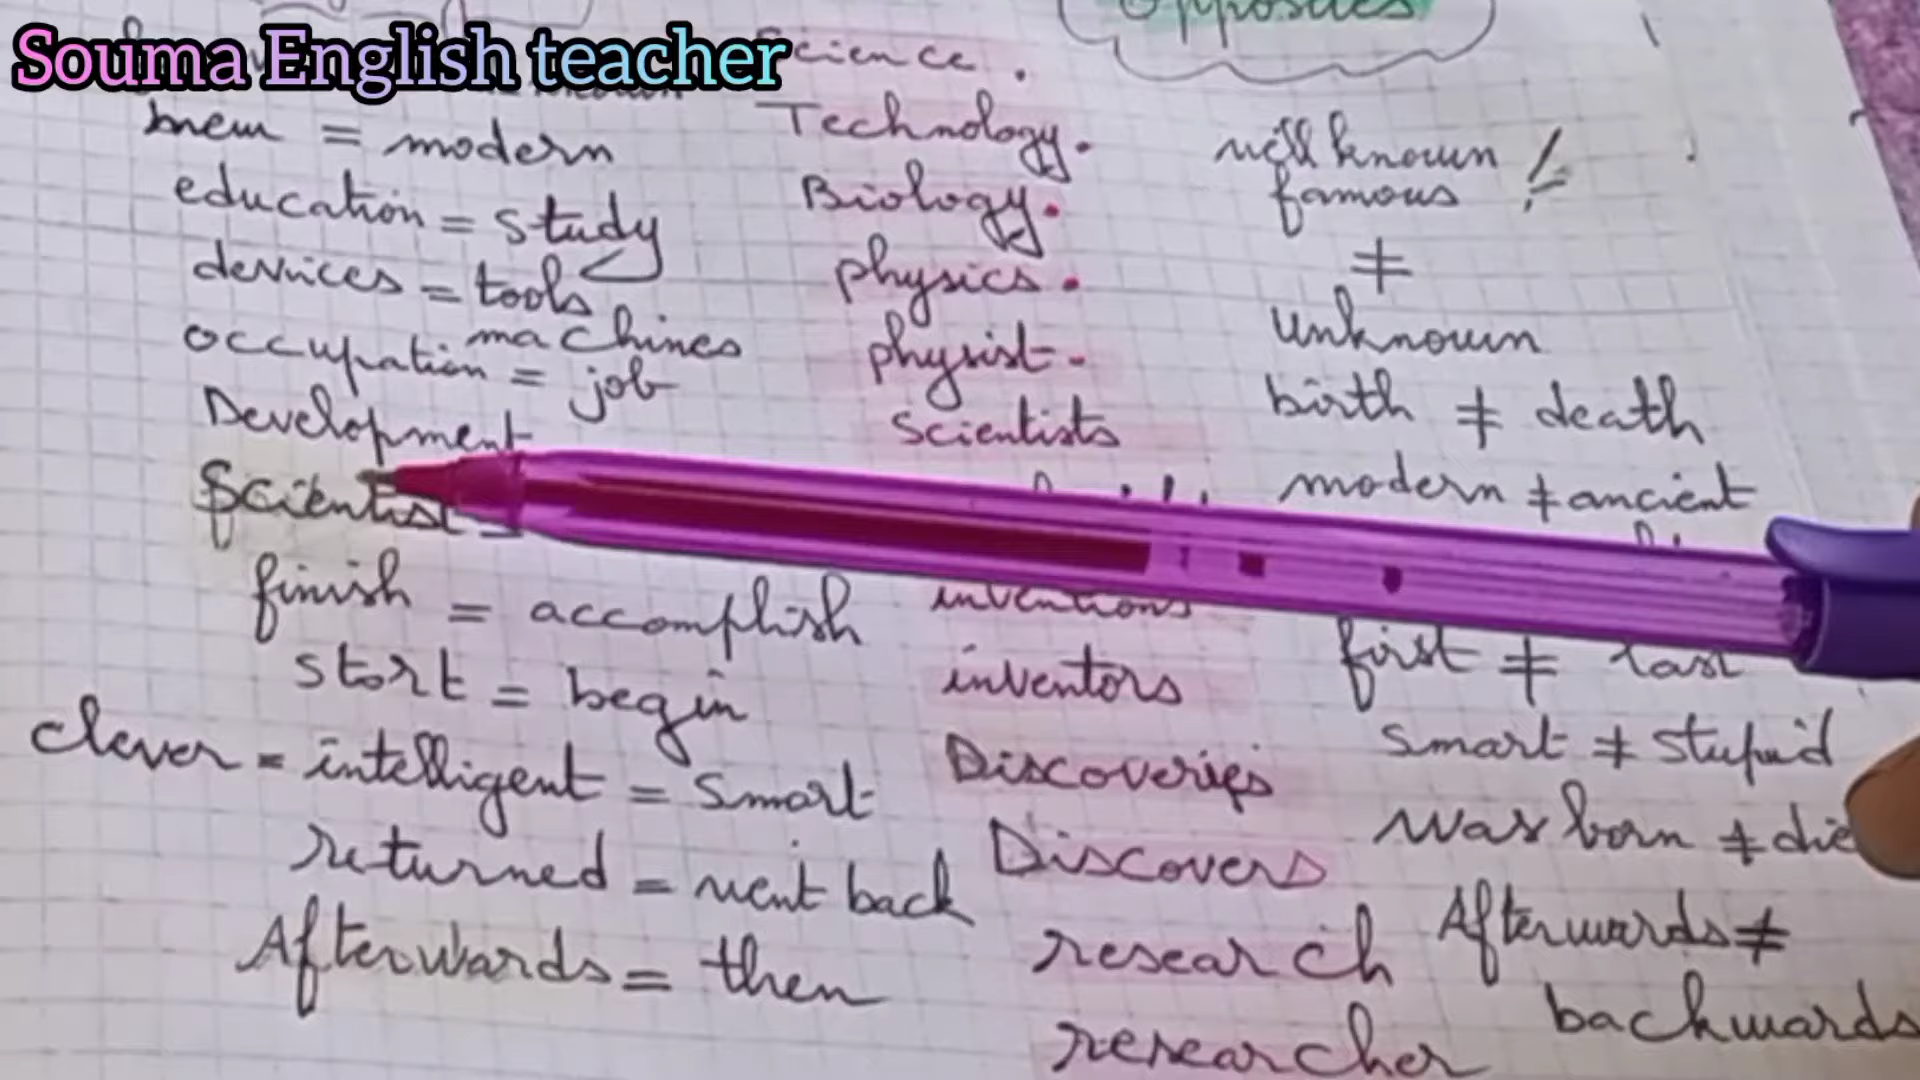 Souma English teacher
new = modern
education = study
devices = tools
machines
occupation = job
Development
Scientist =
finish = accomplish
start = begin
clever = intelligent = smart
returned = went back
Afterwards = then
Science.
Technology.
Biology.
physics.
physist-
Scientists
inventions
inventors
Discoveries
Discovers
research
researcher
Opposites
well known /
famous
≠
unknown
birth ≠ death
modern ≠ ancient
first ≠ last
smart ≠ stupid
was born ≠ die
Afterwards ≠
backwards